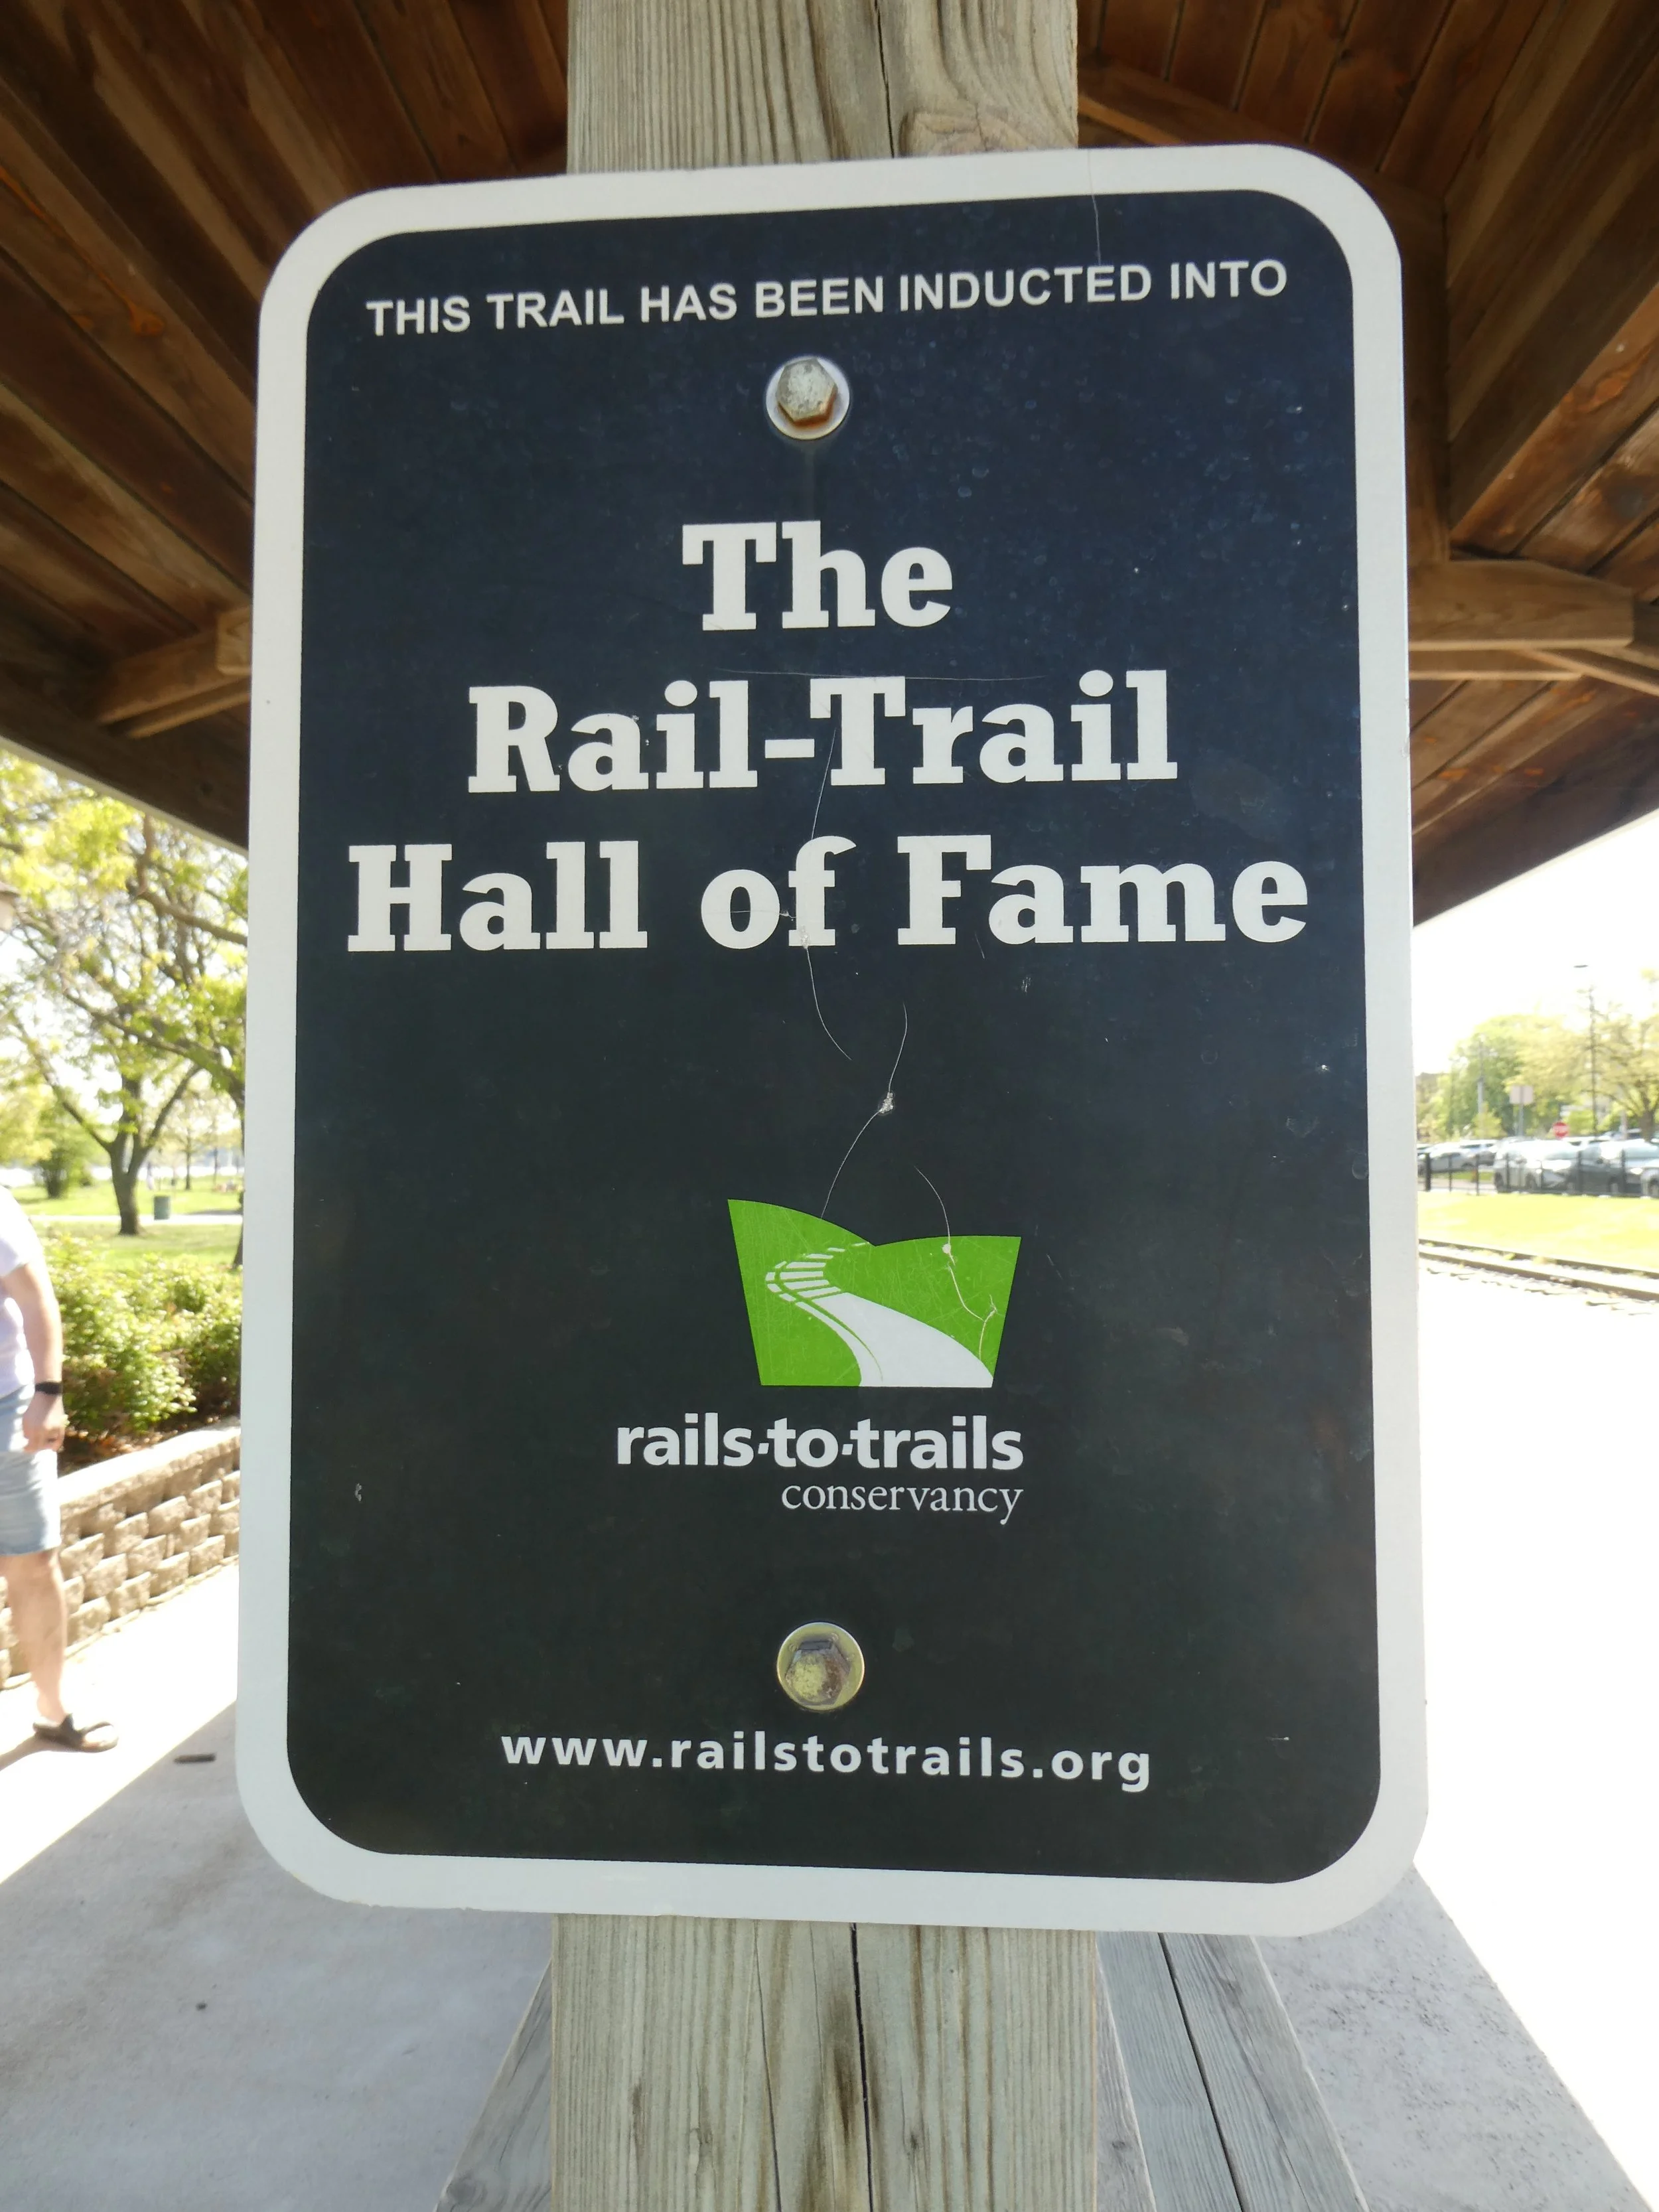 THIS TRAIL HAS BEEN INDUCTED INTO
The
Rail-Trail
Hall of Fame
rails·to·trails
conservancy
www.railstotrails.org